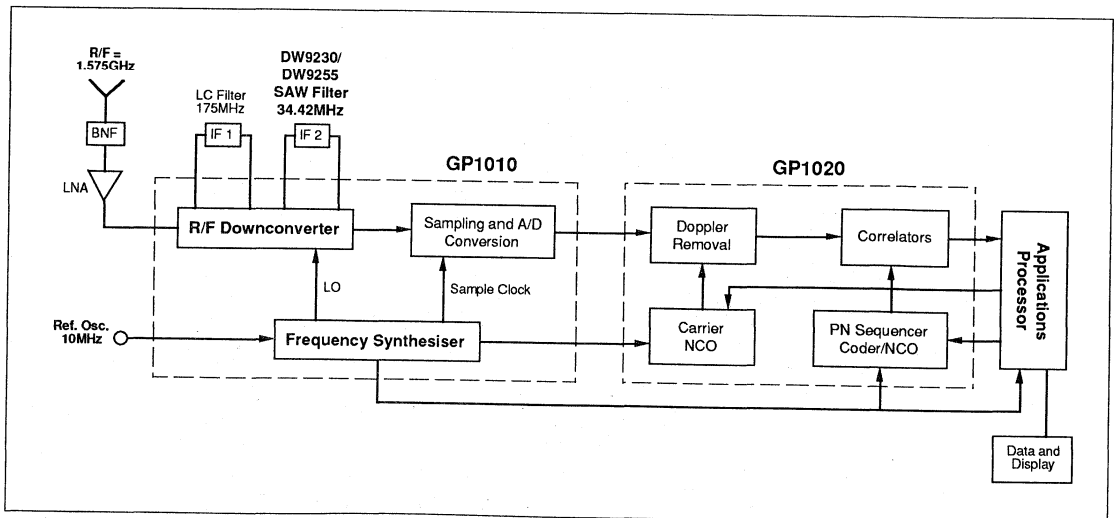 R/F =
1.575GHz
BNF
LNA
LC Filter
175MHz
IF 1
DW9230/
DW9255
SAW Filter
34.42MHz
IF 2
GP1010
R/F Downconverter
Sampling and A/D
Conversion
LO
Sample Clock
Ref. Osc.
10MHz
Frequency Synthesiser
GP1020
Doppler
Removal
Correlators
Carrier
NCO
PN Sequencer
Coder/NCO
Applications
Processor
Data and
Display